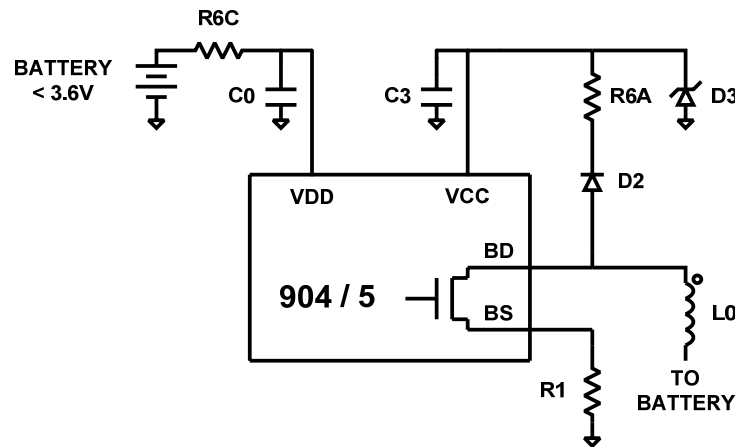 R6C
BATTERY
< 3.6V
C0
C3
R6A
D3
D2
VDD
VCC
BD
904 / 5
BS
L0
R1
TO
BATTERY